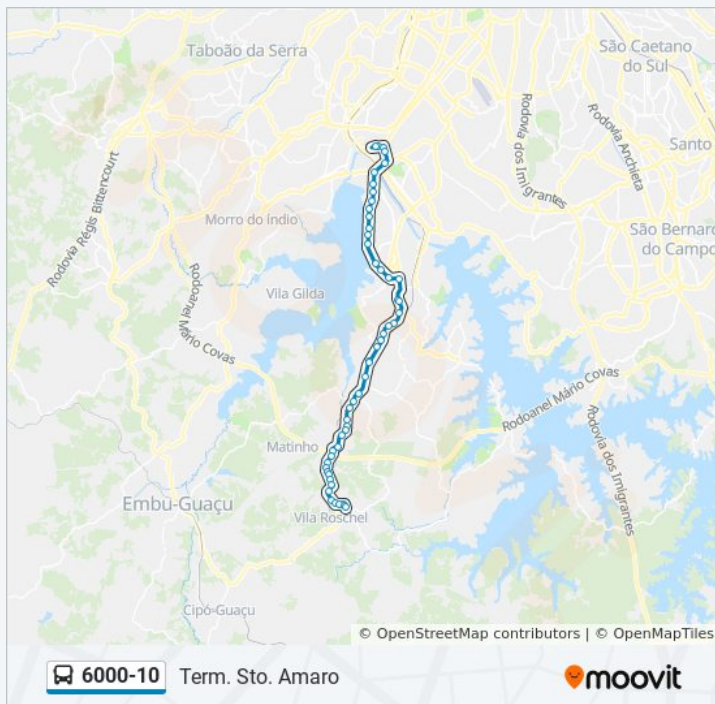 Taboão da Serra
São Caetano
do Sul
Rodovia dos Imigrantes
Rodovia Anchieta
Santo
Rodovia Régis Bittencourt
Morro do Índio
São Bernar
do Campo
Rodoanel Mário Covas
Vila Gilda
Rodoanel Mário Covas
Rodovia dos Imigrantes
Matinho
Embu-Guaçu
Vila Roschel
Cipó-Guaçu
© OpenStreetMap contributors | © OpenMapTiles
6000-10 Term. Sto. Amaro
moovit